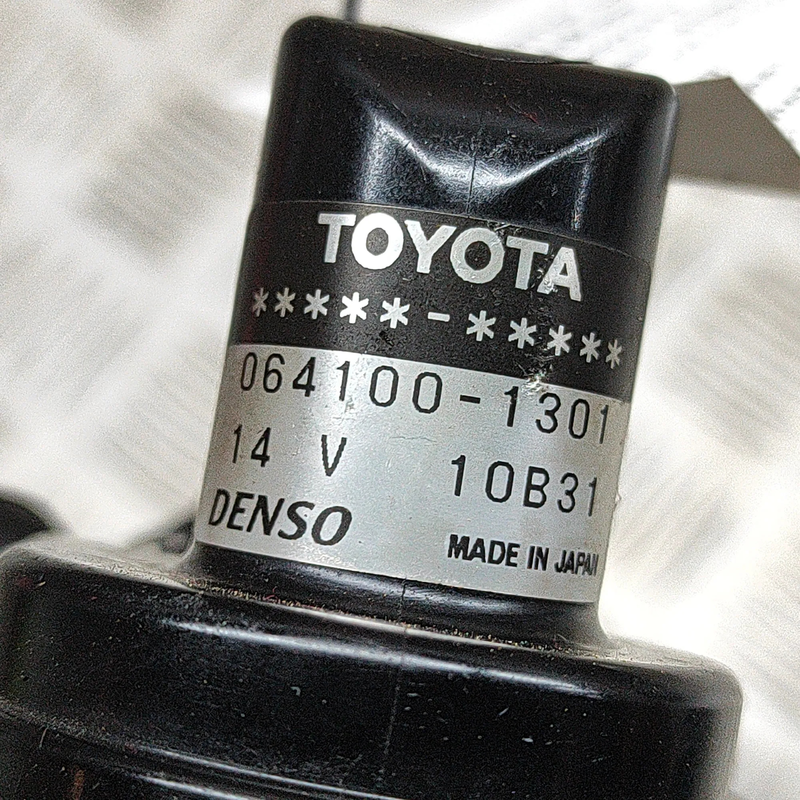 TOYOTA
*****-*****
064100-1301
14 V 10B31
DENSO MADE IN JAPAN